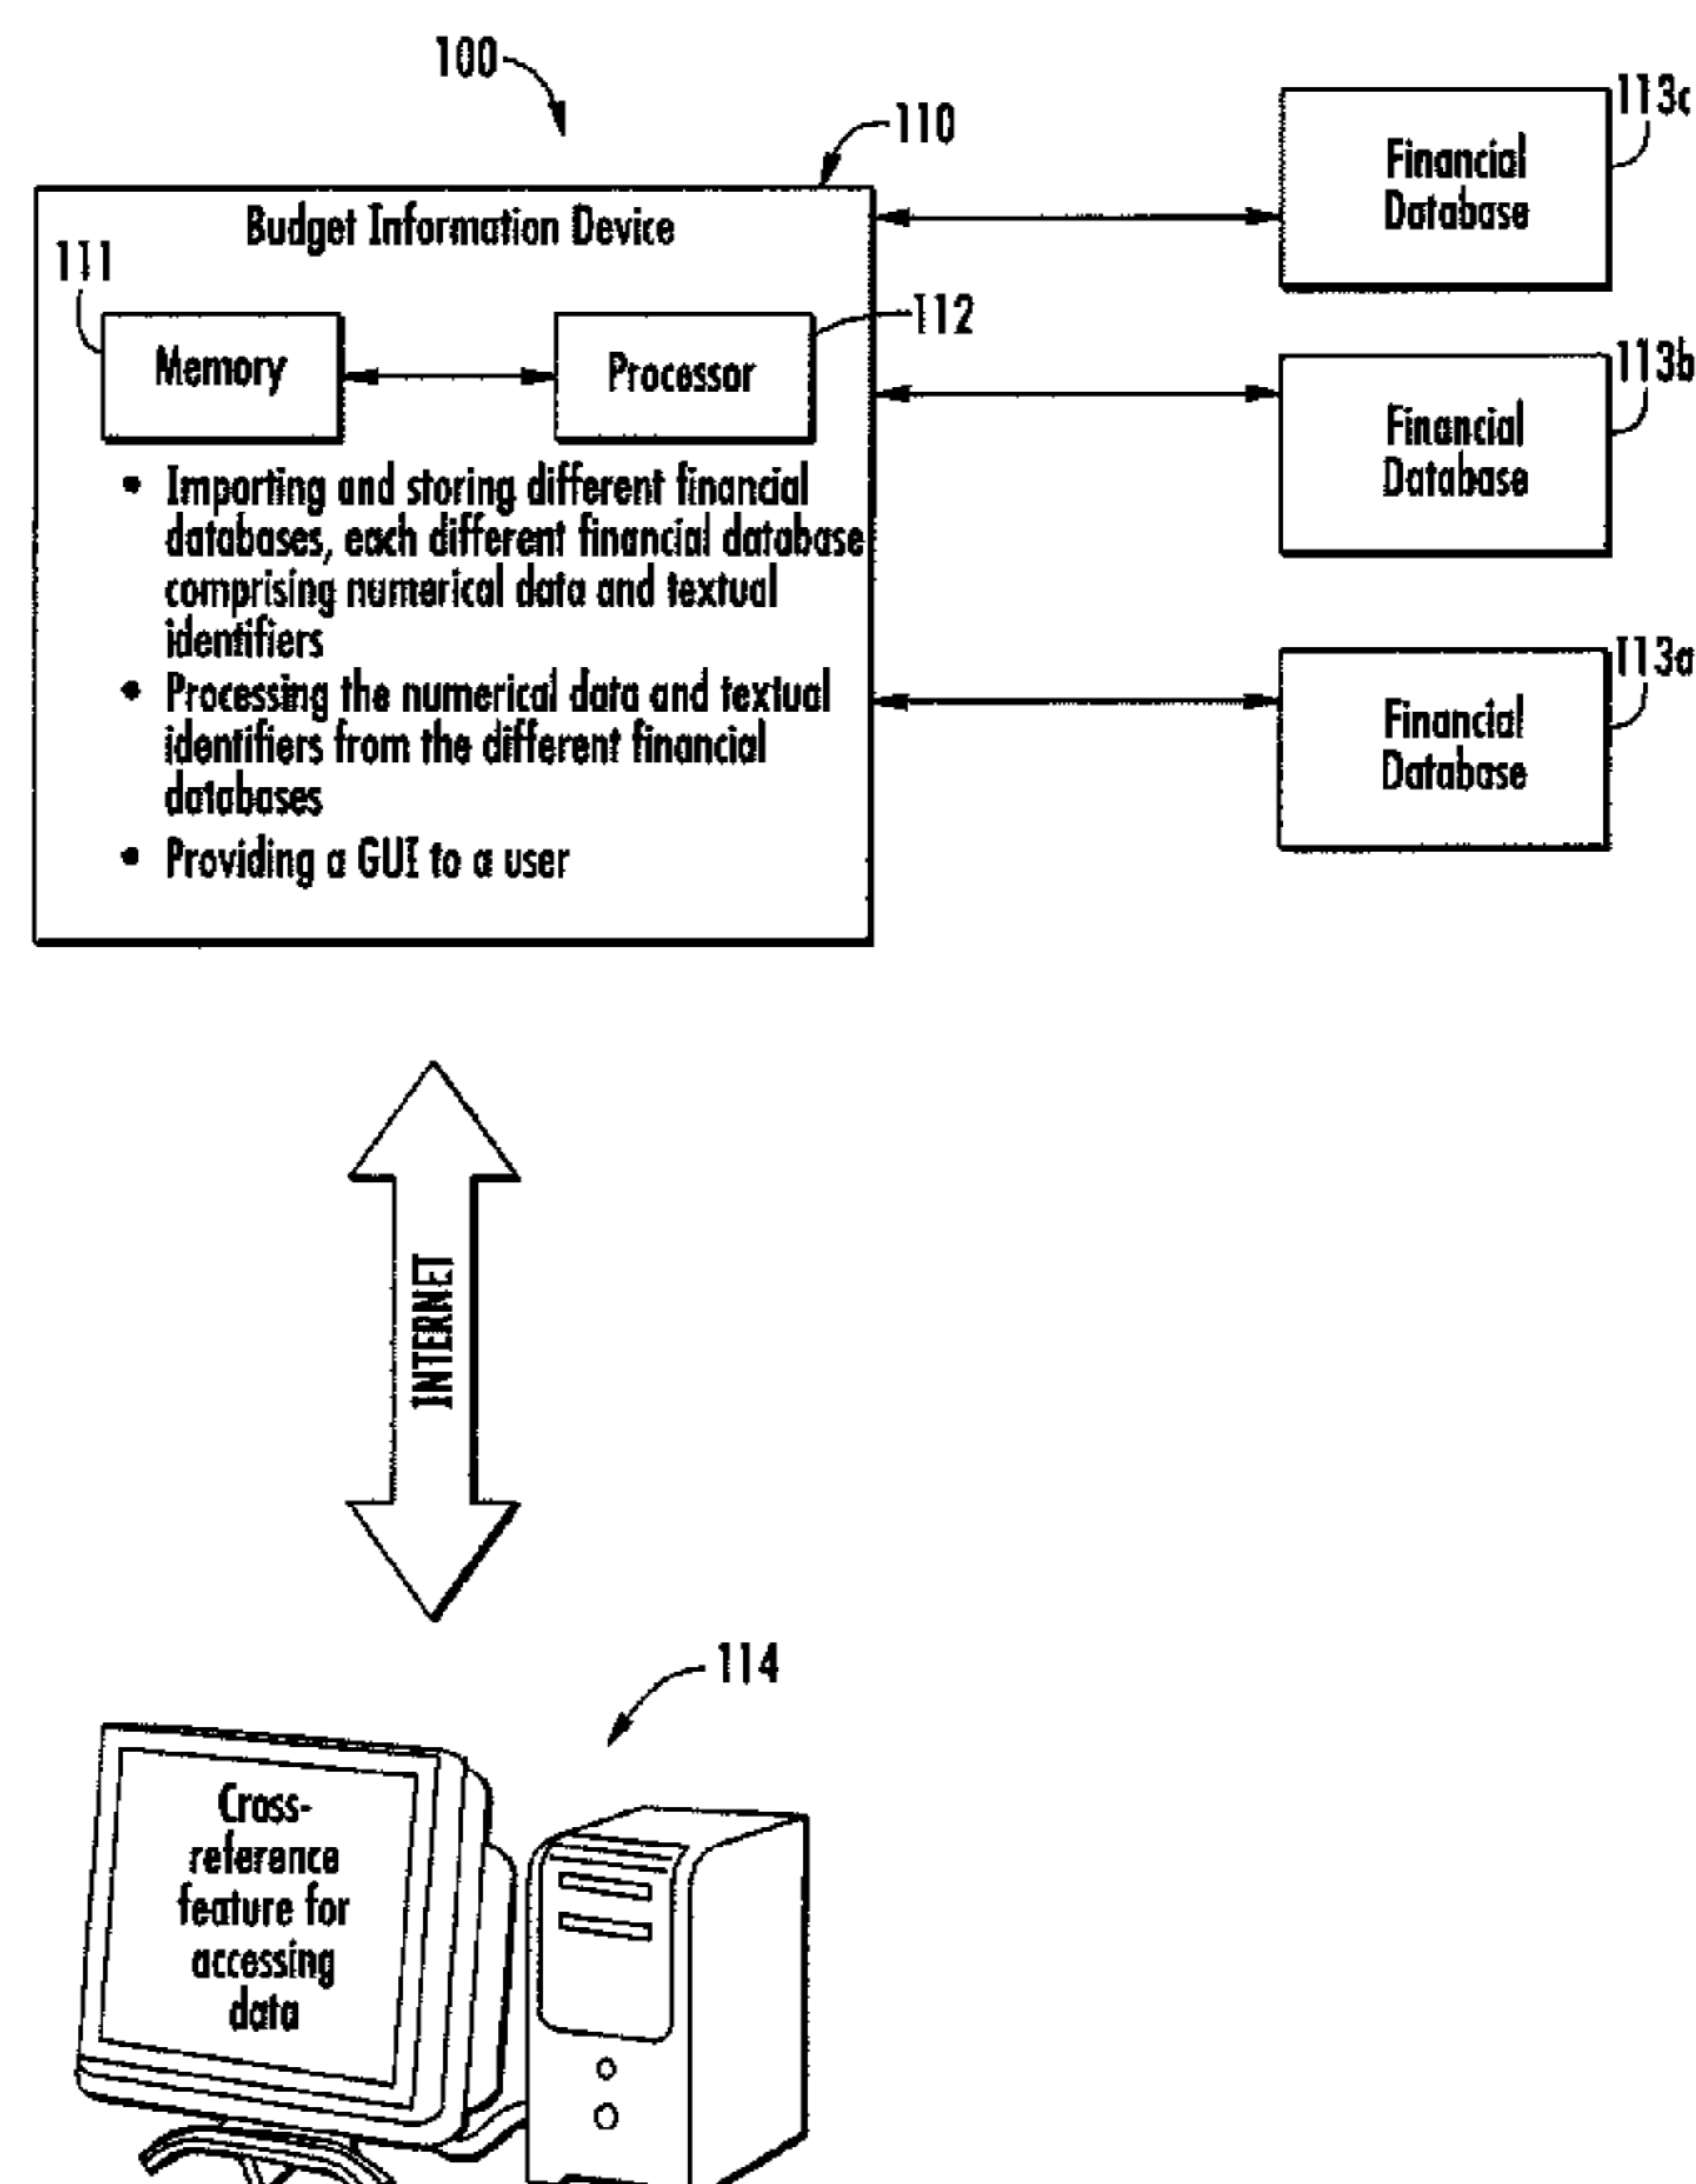 100
110
113c
Financial
Database
Budget Information Device
111
112
Memory
Processor
113b
Financial
Database
• Importing and storing different financial
databases, each different financial database
comprising numerical data and textual
identifiers
113a
Financial
Database
• Processing the numerical data and textual
identifiers from the different financial
databases
• Providing a GUI to a user
INTERNET
114
Cross-
reference
feature for
accessing
data